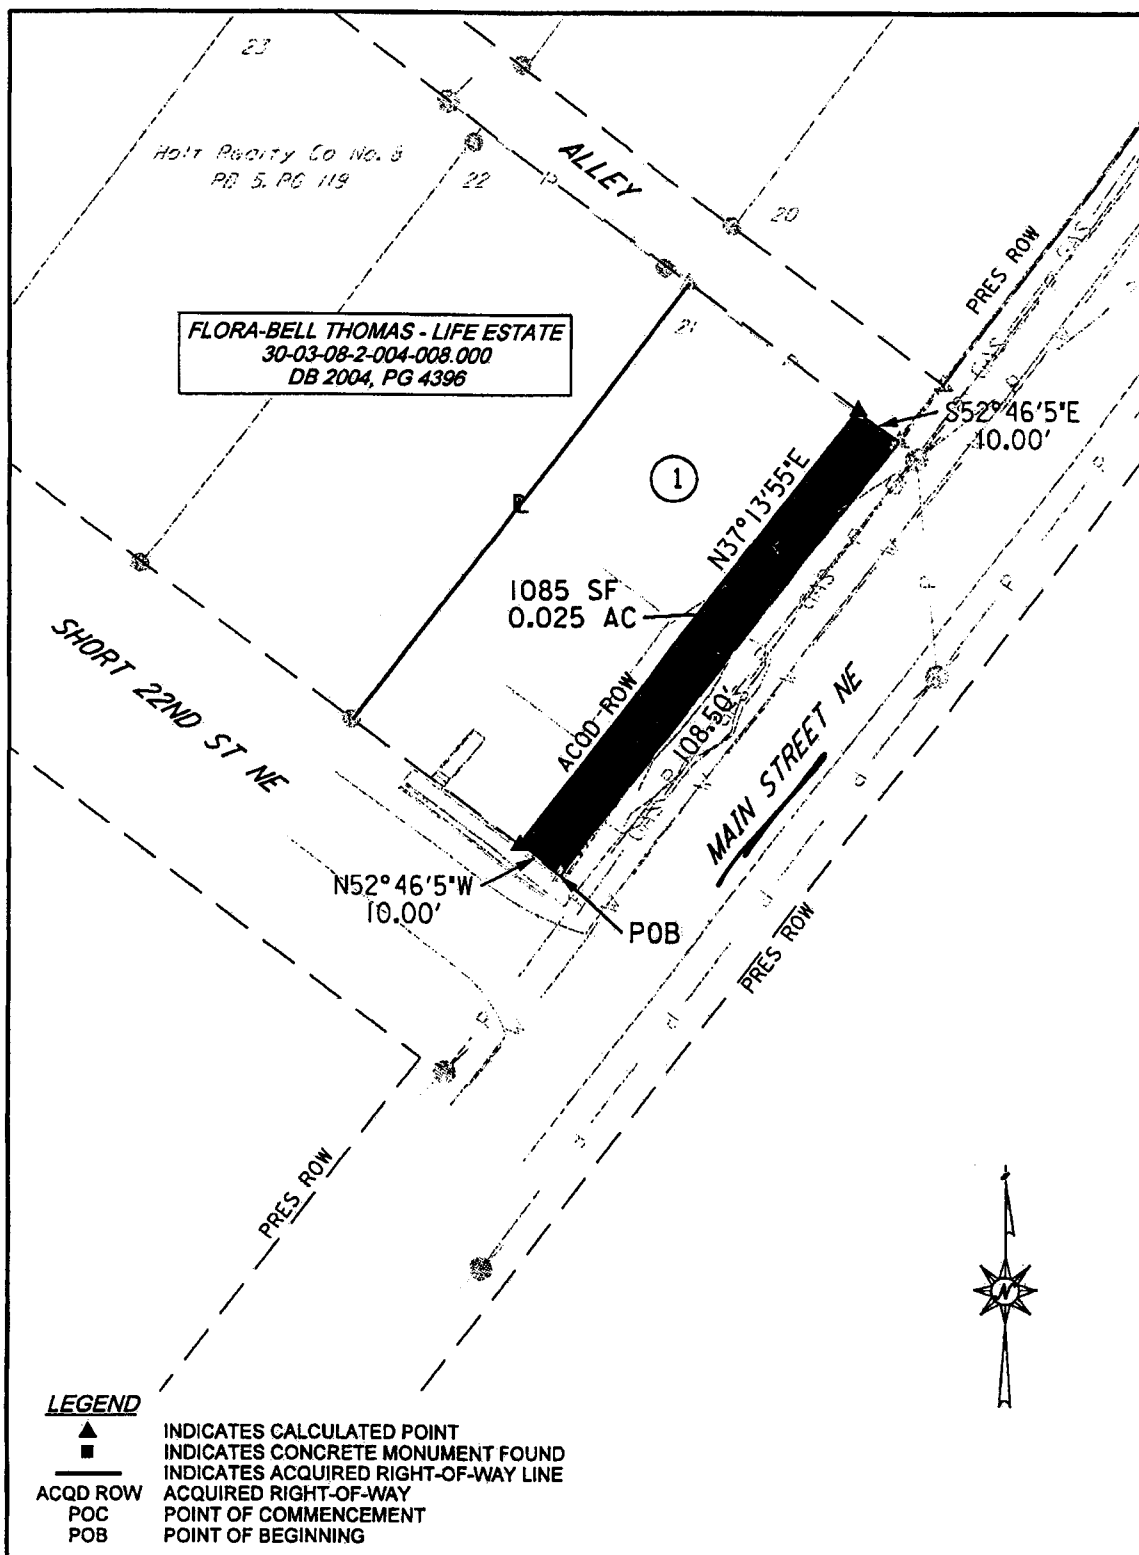 23
Holt Realty Co No. 8
PB 5, PG 119
22
ALLEY
20
PRES ROW
GAS
GAS
FLORA-BELL THOMAS - LIFE ESTATE
30-03-08-2-004-008.000
DB 2004, PG 4396
21
S52°46'5"E
10.00'
1
N37°13'55"E
1085 SF
0.025 AC
GAS
SHORT 22ND ST NE
ACQD ROW
108.50'
GAS
MAIN STREET NE
N52°46'5"W
10.00'
POB
PRES ROW
PRES ROW
N
LEGEND
INDICATES CALCULATED POINT
INDICATES CONCRETE MONUMENT FOUND
INDICATES ACQUIRED RIGHT-OF-WAY LINE
ACQD ROW ACQUIRED RIGHT-OF-WAY
POC POINT OF COMMENCEMENT
POB POINT OF BEGINNING